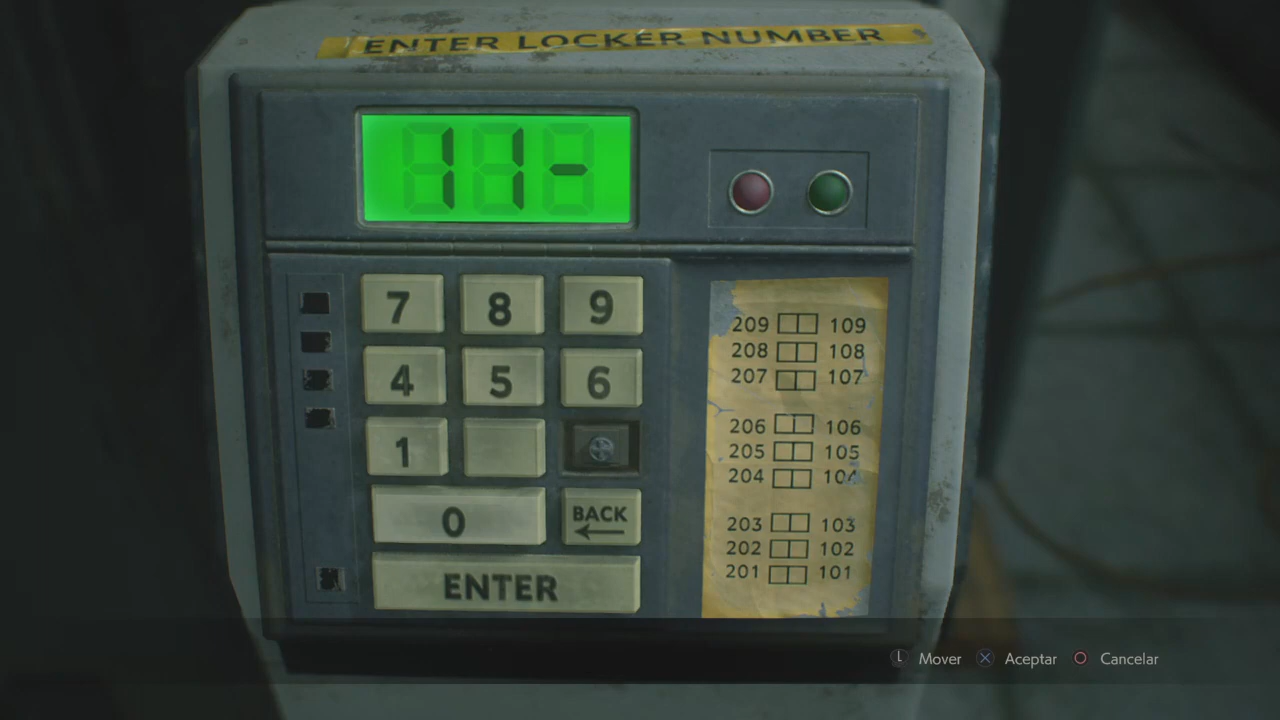 ENTER LOCKER NUMBER
11-
7 8 9
4 5 6
1
0 BACK
ENTER
209 109
208 108
207 107
206 106
205 105
204 104
203 103
202 102
201 101
L Mover X Aceptar O Cancelar